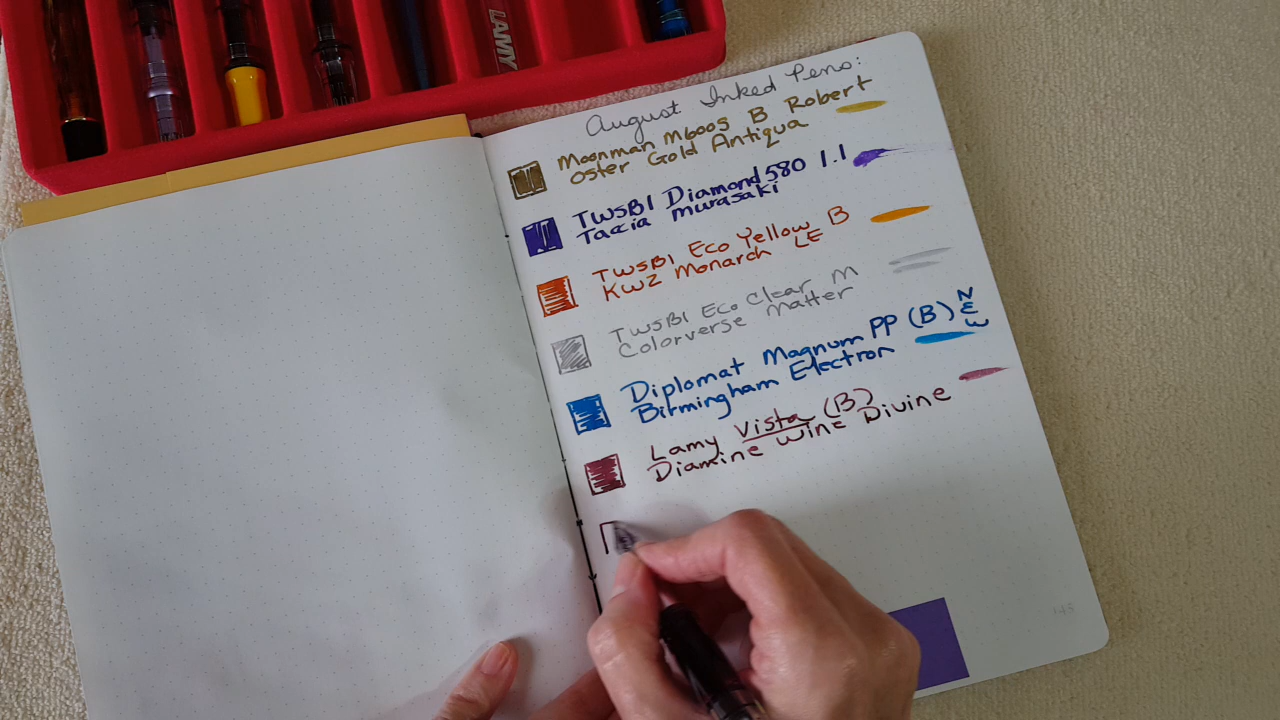 LAMY
August Inked Pens:
Moonman M600S B Robert
Oster Gold Antiqua
TWSBI Diamond 580 1.1
Taccia Murasaki
TWSBI Eco Yellow B
KWZ Monarch LE
TWSBI Eco Clear M
Colorverse Matter
Diplomat Magnum PP (B) NEW
Birmingham Electron
Lamy Vista (B)
Diamine Wine Divine